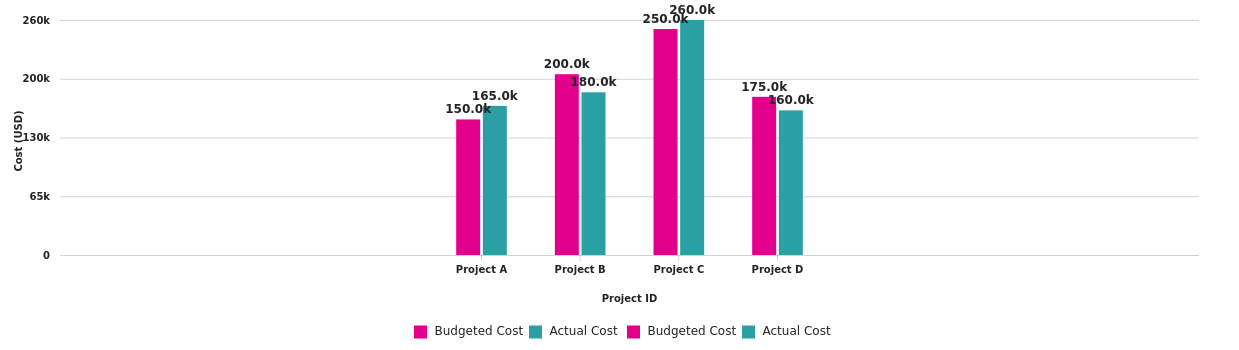 260k
200k
130k
65k
0
Cost (USD)
150.0k
165.0k
200.0k
180.0k
250.0k
260.0k
175.0k
160.0k
Project A Project B Project C Project D
Project ID
Budgeted Cost Actual Cost Budgeted Cost Actual Cost